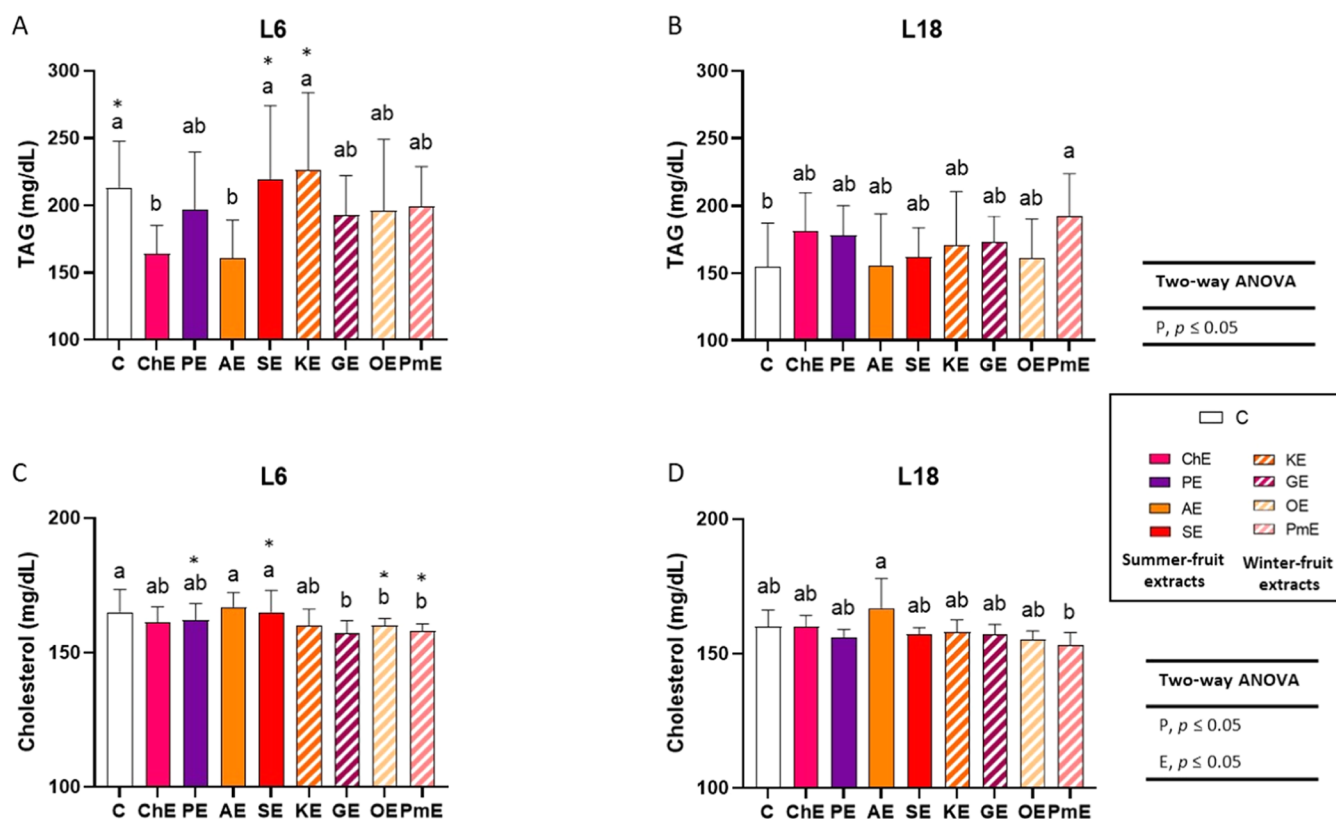 A
L6
TAG (mg/dL)
300
250
200
150
100
* a
b
ab
b
* a
* a
ab
ab
ab
C ChE PE AE SE KE GE OE PmE
B
L18
TAG (mg/dL)
300
250
200
150
100
b
ab
ab
ab
ab
ab
ab
ab
a
C ChE PE AE SE KE GE OE PmE
Two-way ANOVA
P, p ≤ 0.05
C
ChE
PE
AE
SE
Summer-fruit
extracts
KE
GE
OE
PmE
Winter-fruit
extracts
C
L6
Cholesterol (mg/dL)
200
150
100
a
ab
* ab
a
* a
ab
b
* b
* b
C ChE PE AE SE KE GE OE PmE
D
L18
Cholesterol (mg/dL)
200
150
100
ab
ab
ab
a
ab
ab
ab
ab
b
C ChE PE AE SE KE GE OE PmE
Two-way ANOVA
P, p ≤ 0.05
E, p ≤ 0.05